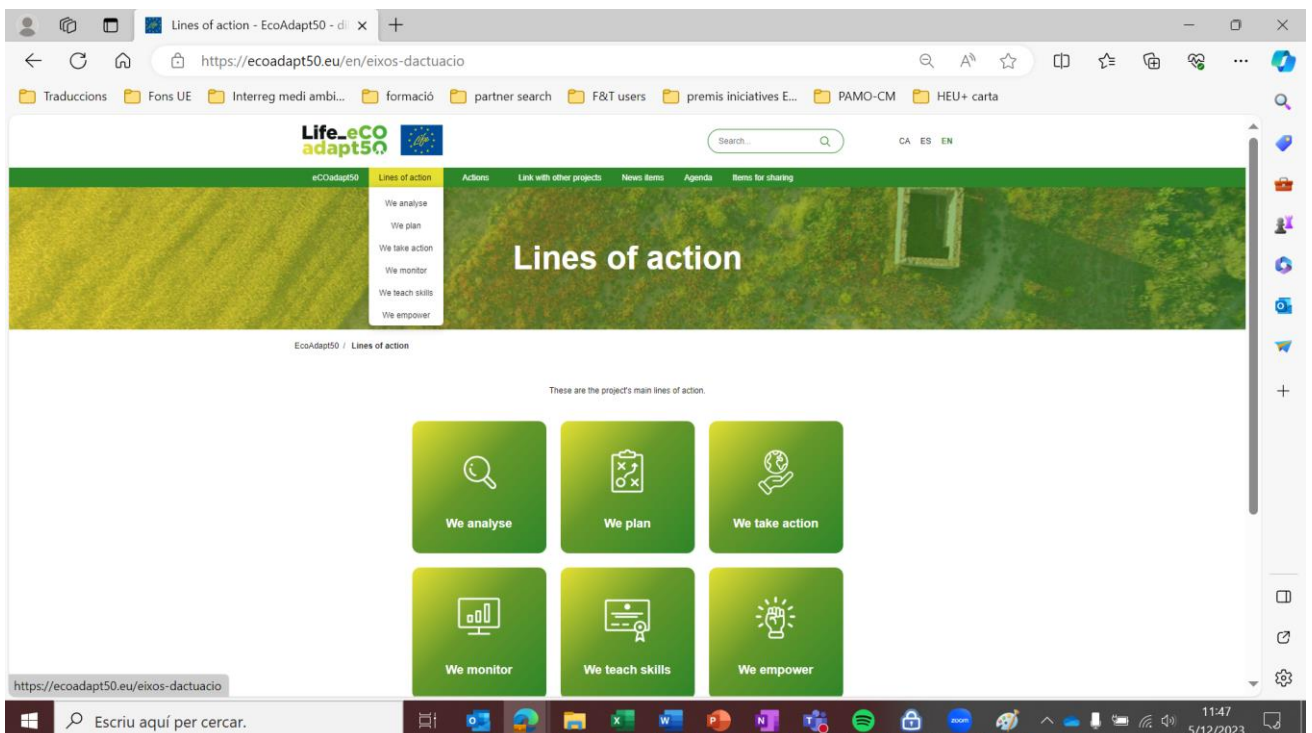 Lines of action - EcoAdapt50 - di
https://ecoadapt50.eu/en/eixos-dactuacio
Traduccions Fons UE Interreg medi ambi... formació partner search F&T users premis iniciatives E... PAMO-CM HEU+ carta
Life_eCO
adapt50
Life
Search...
CA ES EN
eCOadapt50 Lines of action Actions Link with other projects News items Agenda Items for sharing
We analyse
We plan
We take action
We monitor
We teach skills
We empower
Lines of action
EcoAdapt50 / Lines of action
These are the project's main lines of action.
We analyse We plan We take action
We monitor We teach skills We empower
https://ecoadapt50.eu/eixos-dactuacio
Escriu aquí per cercar.
zoom
11:47
5/12/2023